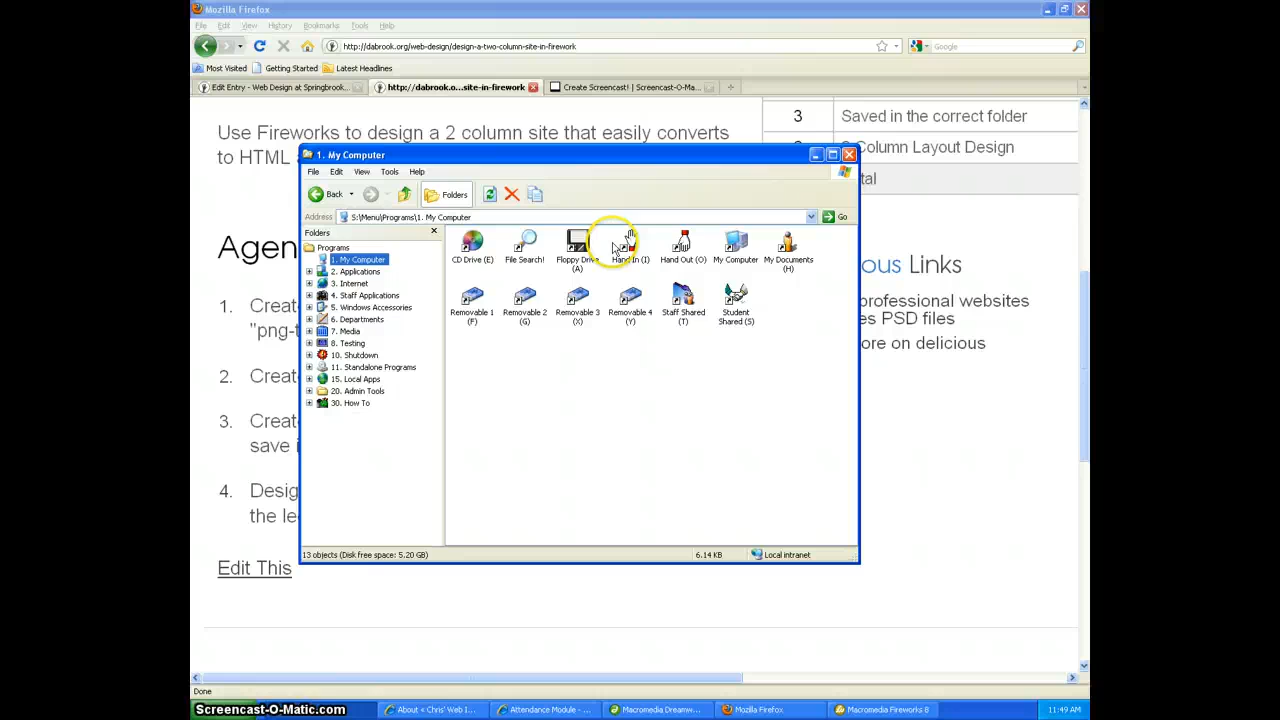 Mozilla Firefox
File Edit View History Bookmarks Tools Help
http://dabrook.org/web-design/design-a-two-column-site-in-firework
Google
Most Visited Getting Started Latest Headlines
Edit Entry - Web Design at Springbrook...
http://dabrook.o...site-in-firework
Create Screencast! | Screencast-O-Ma...
3 Saved in the correct folder
Use Fireworks to design a 2 column site that easily converts
Column Layout Design
to HTML
1. My Computer
File Edit View Tools Help
Back Folders
Address S:\Menu\Programs\1. My Computer Go
Folders
Programs
1. My Computer
2. Applications
3. Internet
4. Staff Applications
5. Windows Accessories
6. Departments
7. Media
8. Testing
10. Shutdown
11. Standalone Programs
15. Local Apps
20. Admin Tools
30. How To
CD Drive (E)
File Search!
Floppy Drive (A)
Hand In (I)
Hand Out (O)
My Computer
My Documents (H)
Removable 1 (F)
Removable 2 (G)
Removable 3 (X)
Removable 4 (Y)
Staff Shared (T)
Student Shared (S)
13 objects (Disk free space: 5.20 GB) 6.14 KB Local intranet
Agen
1. Creat
"png-t
2. Creat
3. Creat
save i
4. Desig
the le
Edit This
ous Links
professional websites
es PSD files
ore on delicious
Done
Screencast-O-Matic.com
About « Chris' Web I...
Attendance Module - ...
Macromedia Dreamw...
Mozilla Firefox
Macromedia Fireworks 8
11:49 AM